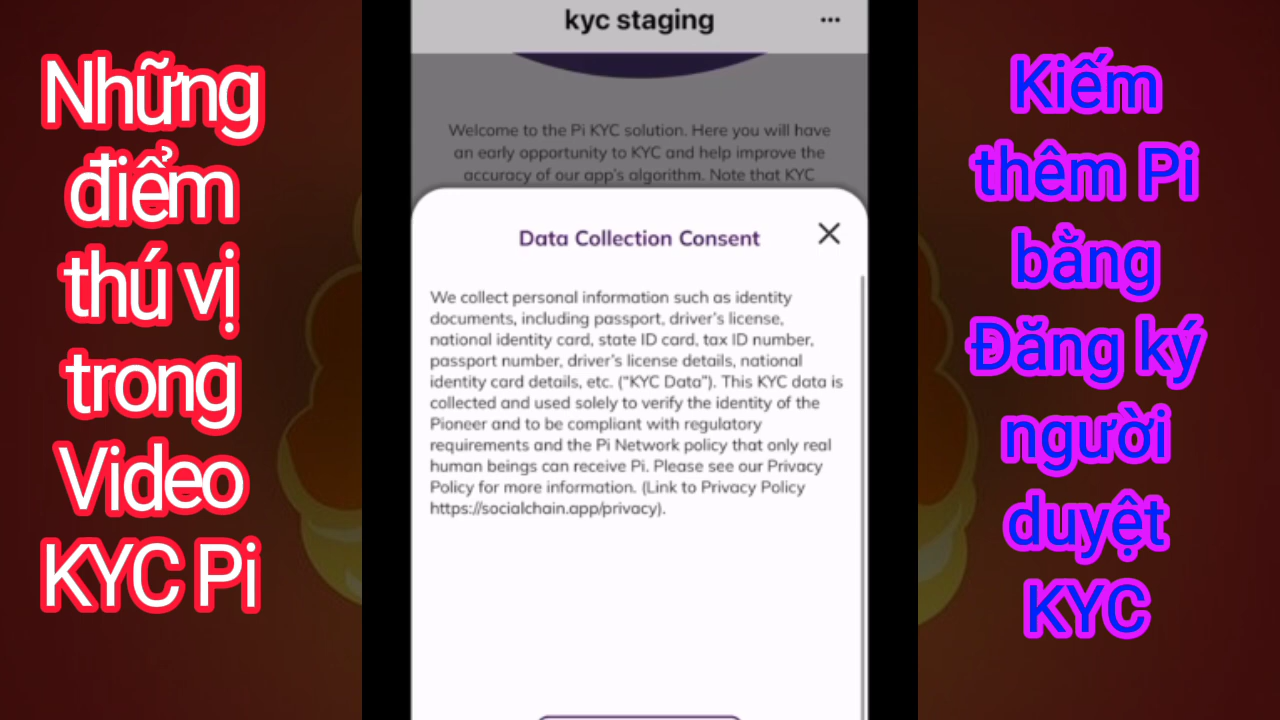 Những
điểm
thú vị
trong
Video
KYC Pi
kyc staging
Welcome to the Pi KYC solution. Here you will have
an early opportunity to KYC and help improve the
accuracy of our app's algorithm. Note that KYC
Data Collection Consent
We collect personal information such as identity
documents, including passport, driver's license,
national identity card, state ID card, tax ID number,
passport number, driver's license details, national
identity card details, etc. ("KYC Data"). This KYC data is
collected and used solely to verify the identity of the
Pioneer and to be compliant with regulatory
requirements and the Pi Network policy that only real
human beings can receive Pi. Please see our Privacy
Policy for more information. (Link to Privacy Policy
https://socialchain.app/privacy).
Kiếm
thêm Pi
bằng
Đăng ký
người
duyệt
KYC